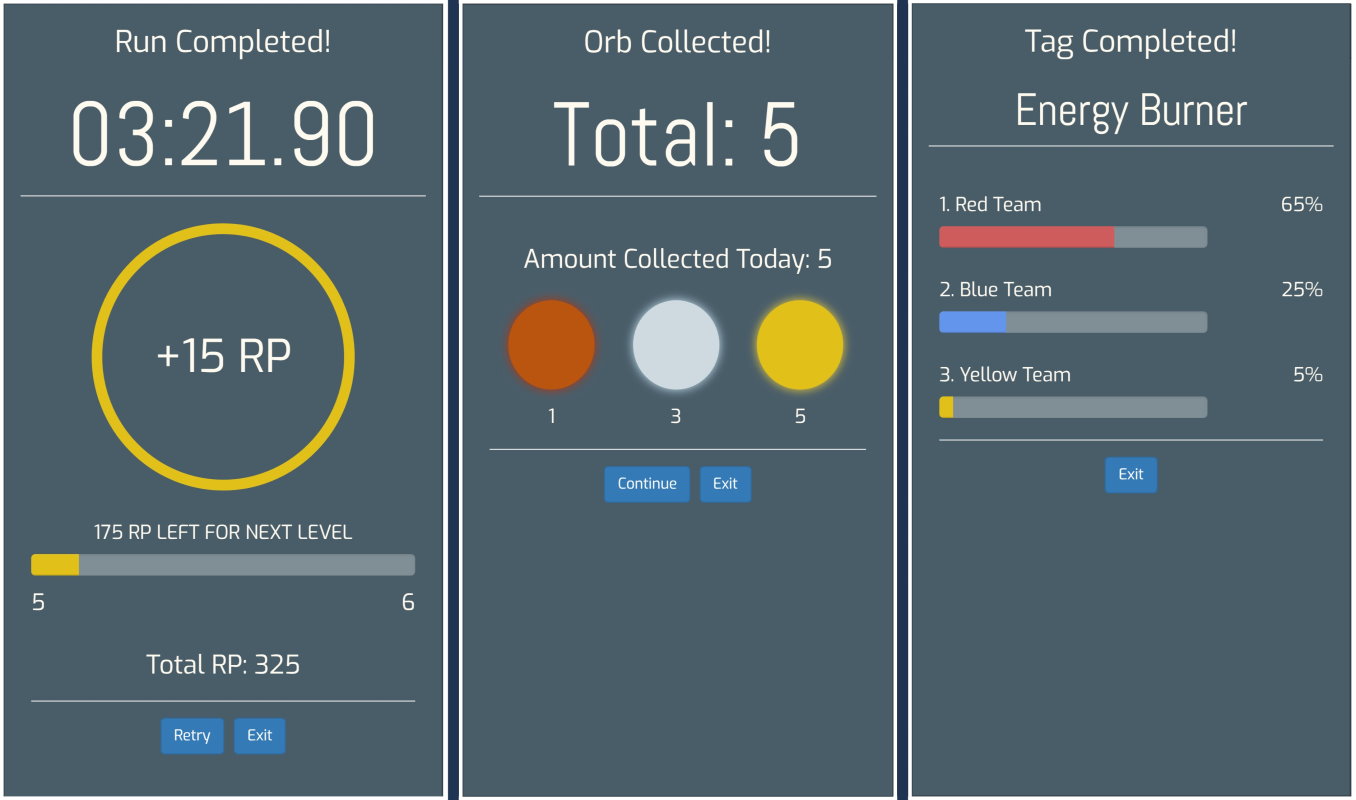 Run Completed!
03:21.90
+15 RP
175 RP LEFT FOR NEXT LEVEL
5 6
Total RP: 325
Retry Exit
Orb Collected!
Total: 5
Amount Collected Today: 5
1 3 5
Continue Exit
Tag Completed!
Energy Burner
1. Red Team 65%
2. Blue Team 25%
3. Yellow Team 5%
Exit